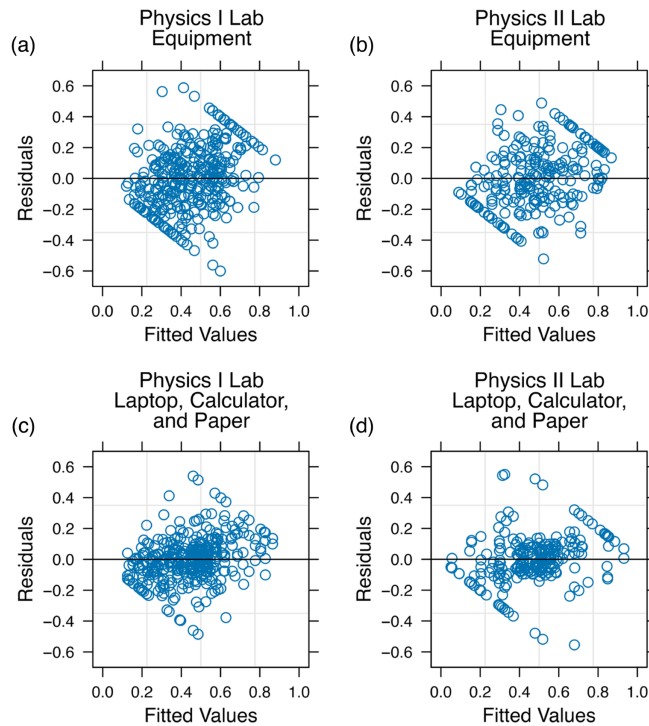 Physics I Lab
Equipment
(a)
0.6
0.4
0.2
0.0
-0.2
-0.4
-0.6
Residuals
0.0 0.2 0.4 0.6 0.8 1.0
Fitted Values
Physics II Lab
Equipment
(b)
0.6
0.4
0.2
0.0
-0.2
-0.4
-0.6
Residuals
0.0 0.2 0.4 0.6 0.8 1.0
Fitted Values
Physics I Lab
Laptop, Calculator,
and Paper
(c)
0.6
0.4
0.2
0.0
-0.2
-0.4
-0.6
Residuals
0.0 0.2 0.4 0.6 0.8 1.0
Fitted Values
Physics II Lab
Laptop, Calculator,
and Paper
(d)
0.6
0.4
0.2
0.0
-0.2
-0.4
-0.6
Residuals
0.0 0.2 0.4 0.6 0.8 1.0
Fitted Values